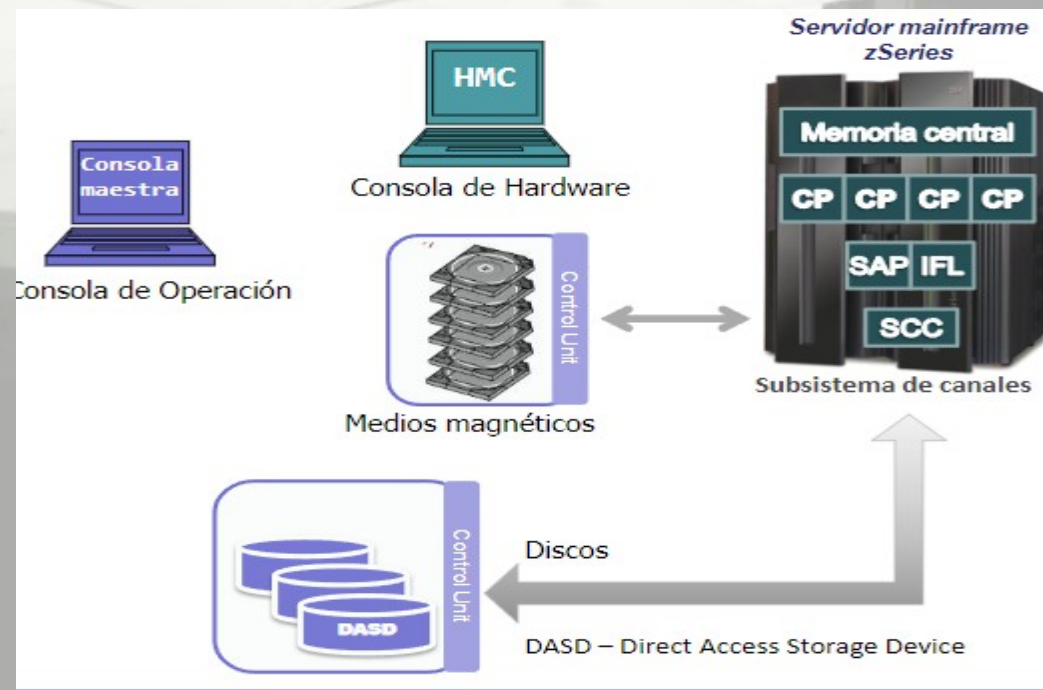 Servidor mainframe
zSeries
HMC
Consola de Hardware
Consola
maestra
onsola de Operación
Memoria central
CP CP CP CP
SAP IFL
SCC
Subsistema de canales
Control Unit
Medios magnéticos
Control Unit
DASD
Discos
DASD – Direct Access Storage Device